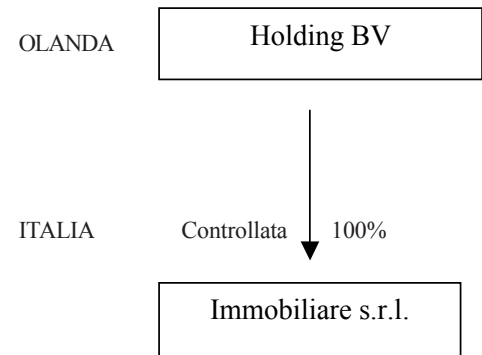 OLANDA Holding BV
ITALIA Controllata 100%
Immobiliare s.r.l.